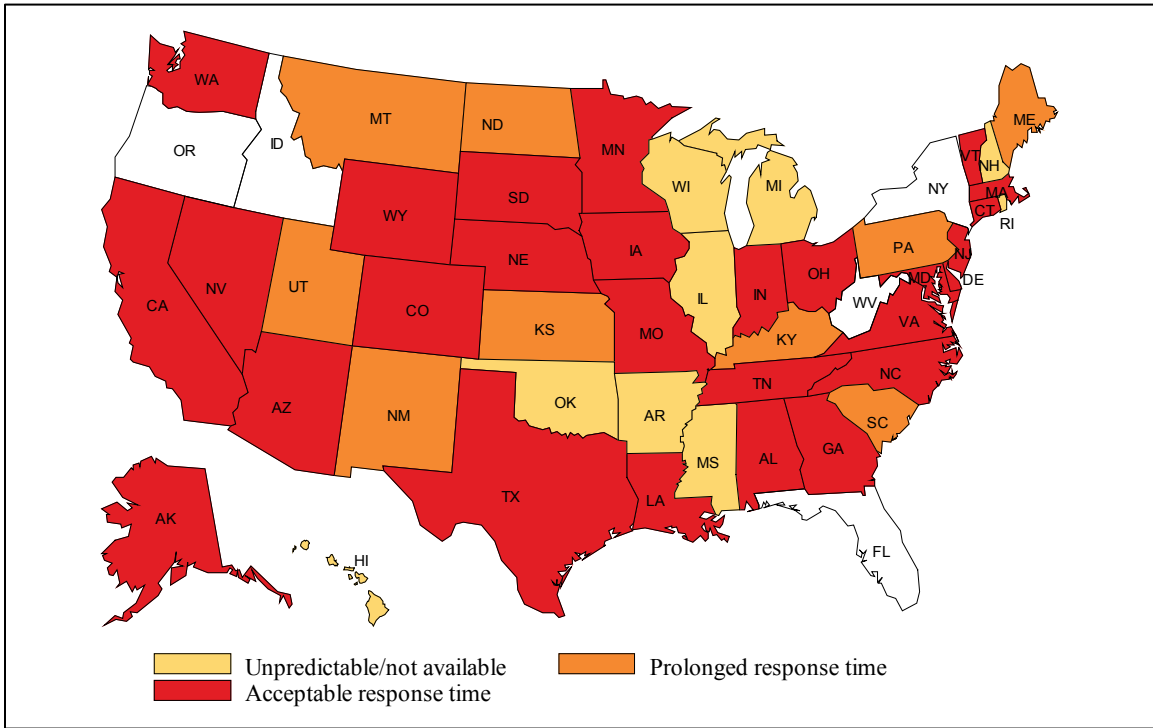 WA
MT
ND
MN
ME
OR
ID
VT
NH
WI
MI
NY
MA
SD
CT
WY
RI
IA
PA
NE
NJ
OH
MD
DE
NV
UT
IL
IN
CA
CO
WV
VA
KS
MO
KY
NC
TN
AZ
OK
NM
AR
SC
MS
AL
GA
TX
LA
AK
FL
HI
Unpredictable/not available
Prolonged response time
Acceptable response time